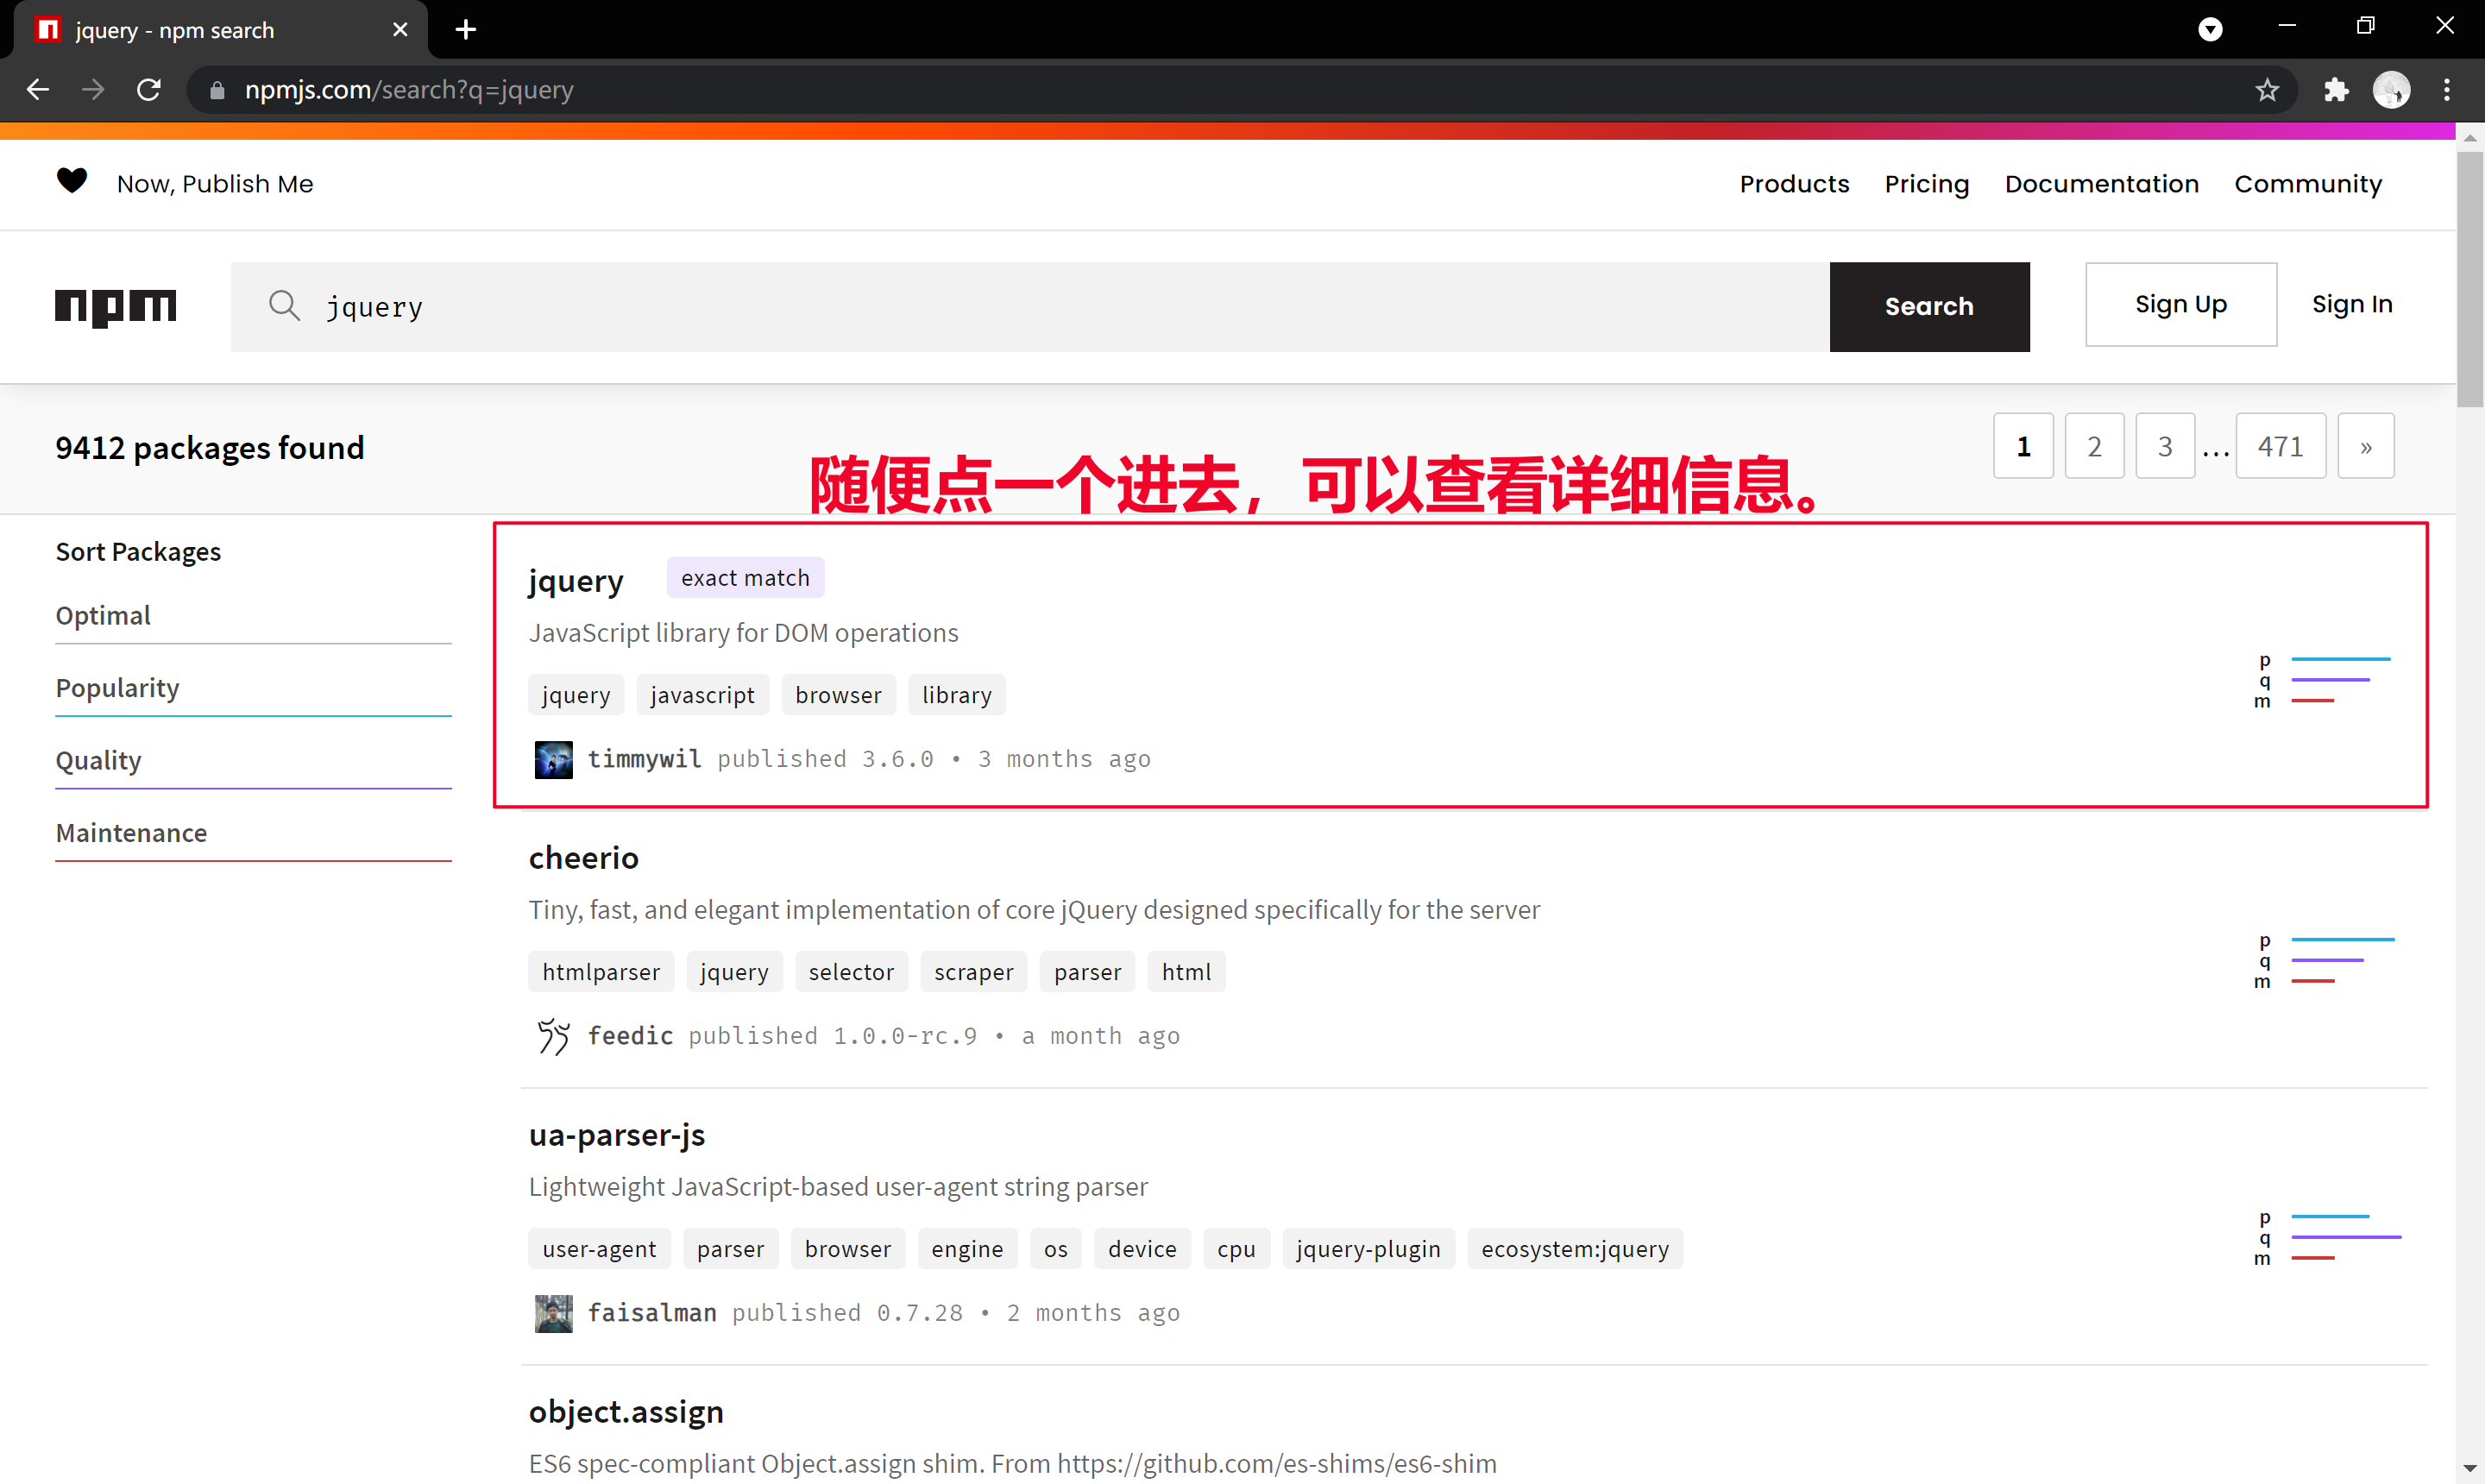 jquery - npm search
npmjs.com/search?q=jquery
Now, Publish Me
Products Pricing Documentation Community
npm
jquery
Search
Sign Up
Sign In
9412 packages found
1 2 3 ... 471 »
随便点一个进去，可以查看详细信息。
Sort Packages
Optimal
Popularity
Quality
Maintenance
jquery exact match
JavaScript library for DOM operations
jquery javascript browser library
timmywil published 3.6.0 • 3 months ago
p
q
m
cheerio
Tiny, fast, and elegant implementation of core jQuery designed specifically for the server
htmlparser jquery selector scraper parser html
feedic published 1.0.0-rc.9 • a month ago
p
q
m
ua-parser-js
Lightweight JavaScript-based user-agent string parser
user-agent parser browser engine os device cpu jquery-plugin ecosystem:jquery
faisalman published 0.7.28 • 2 months ago
p
q
m
object.assign
ES6 spec-compliant Object.assign shim. From https://github.com/es-shims/es6-shim